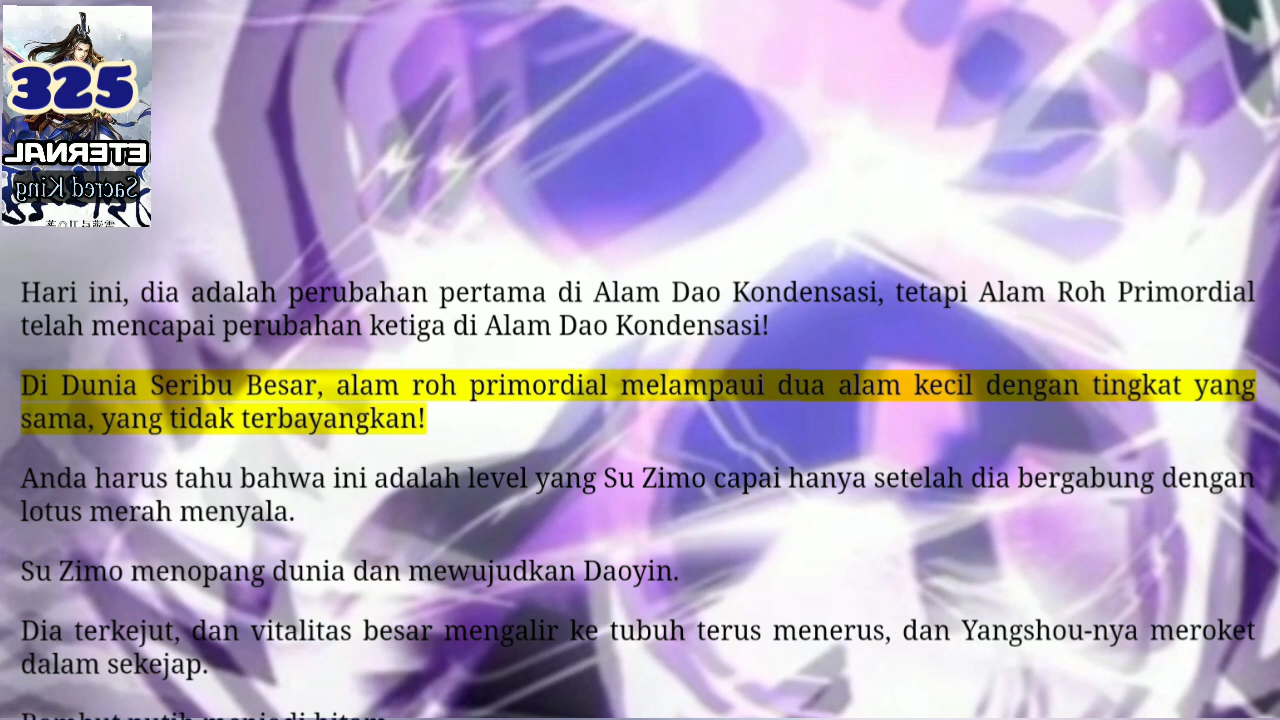 325
ETERNAL
Sacred King
Hari ini, dia adalah perubahan pertama di Alam Dao Kondensasi, tetapi Alam Roh Primordial
telah mencapai perubahan ketiga di Alam Dao Kondensasi!
Di Dunia Seribu Besar, alam roh primordial melampaui dua alam kecil dengan tingkat yang
sama, yang tidak terbayangkan!
Anda harus tahu bahwa ini adalah level yang Su Zimo capai hanya setelah dia bergabung dengan
lotus merah menyala.
Su Zimo menopang dunia dan mewujudkan Daoyin.
Dia terkejut, dan vitalitas besar mengalir ke tubuh terus menerus, dan Yangshou-nya meroket
dalam sekejap.
Rambut putih menjadi hitam